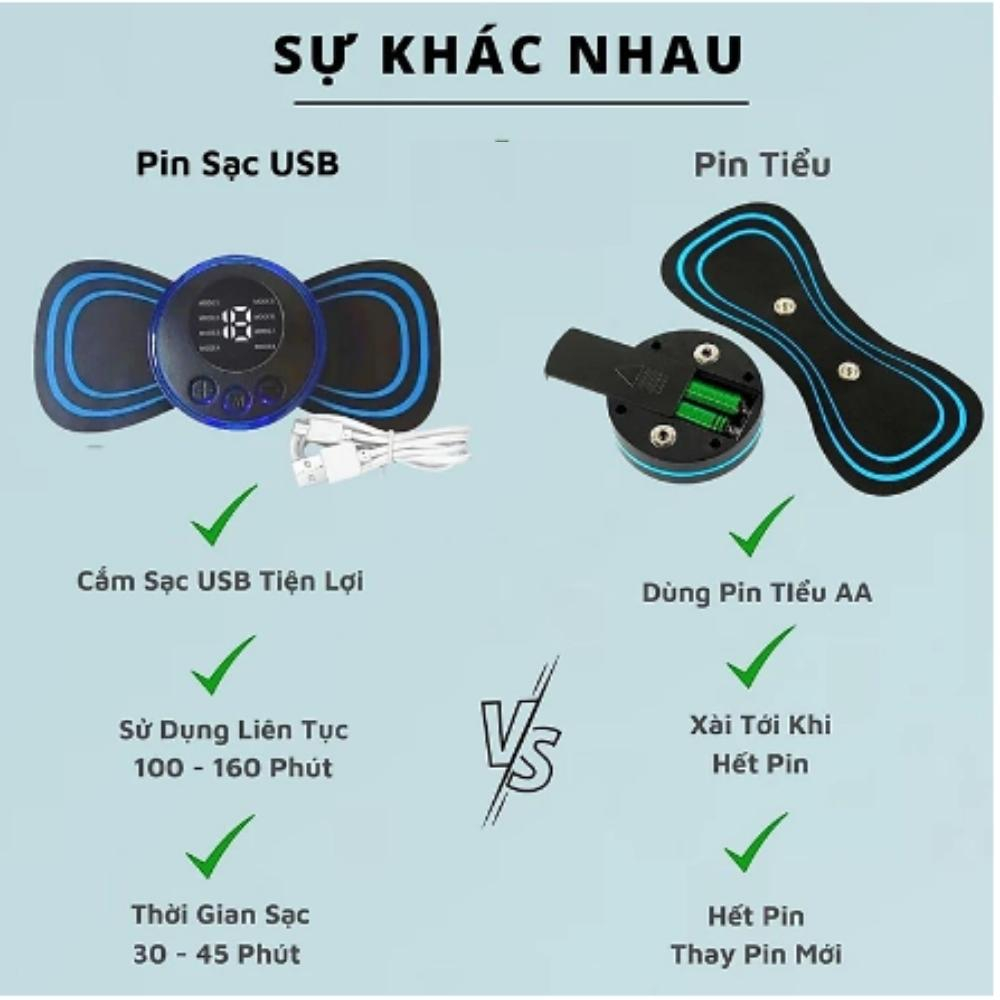 SỰ KHÁC NHAU
Pin Sạc USB
Pin Tiểu
18
M
Cắm Sạc USB Tiện Lợi
Dùng Pin TIểu AA
Sử Dụng Liên Tục
100 - 160 Phút
VS
Xài Tới Khi
Hết Pin
Thời Gian Sạc
30 - 45 Phút
Hết Pin
Thay Pin Mới